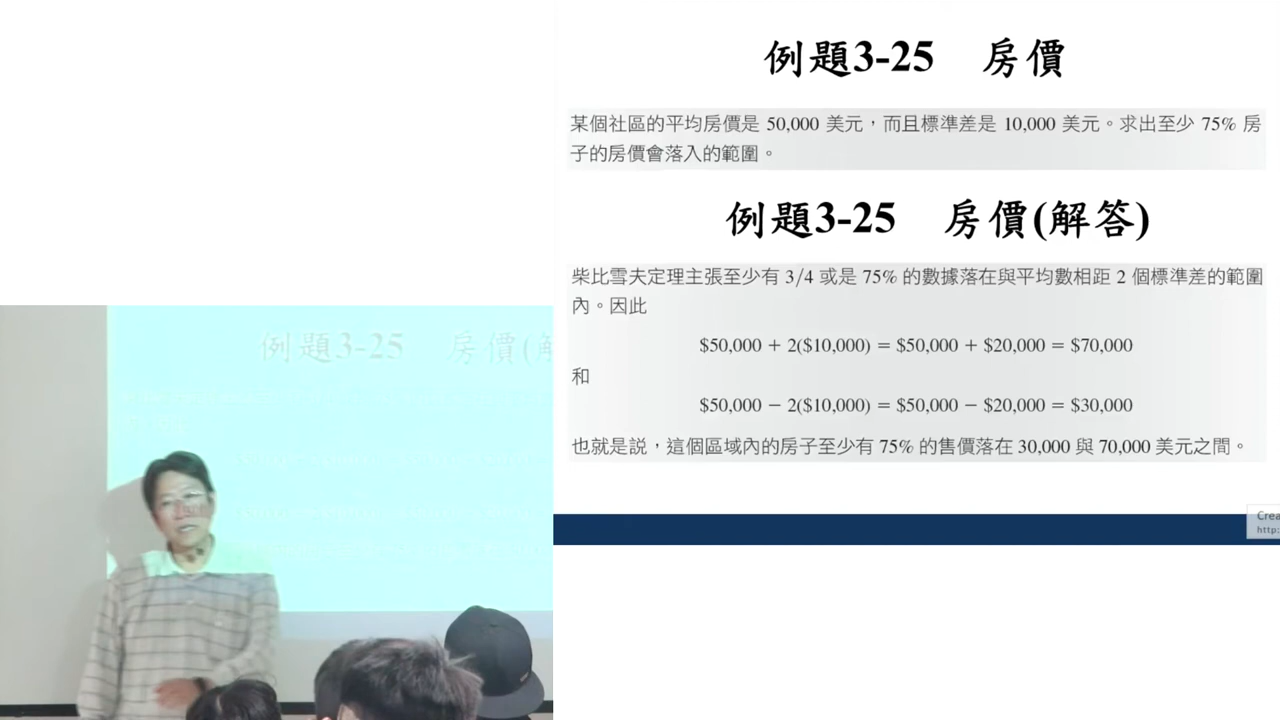 例題3-25 房價
某個社區的平均房價是 50,000 美元，而且標準差是 10,000 美元。求出至少 75% 房
子的房價會落入的範圍。
例題3-25 房價(解答)
柴比雪夫定理主張至少有 3/4 或是 75% 的數據落在與平均數相距 2 個標準差的範圍
內。因此
$50,000 + 2($10,000) = $50,000 + $20,000 = $70,000
和
$50,000 − 2($10,000) = $50,000 − $20,000 = $30,000
也就是說，這個區域內的房子至少有 75% 的售價落在 30,000 與 70,000 美元之間。
Crea
http:
例題3-25 房價(解